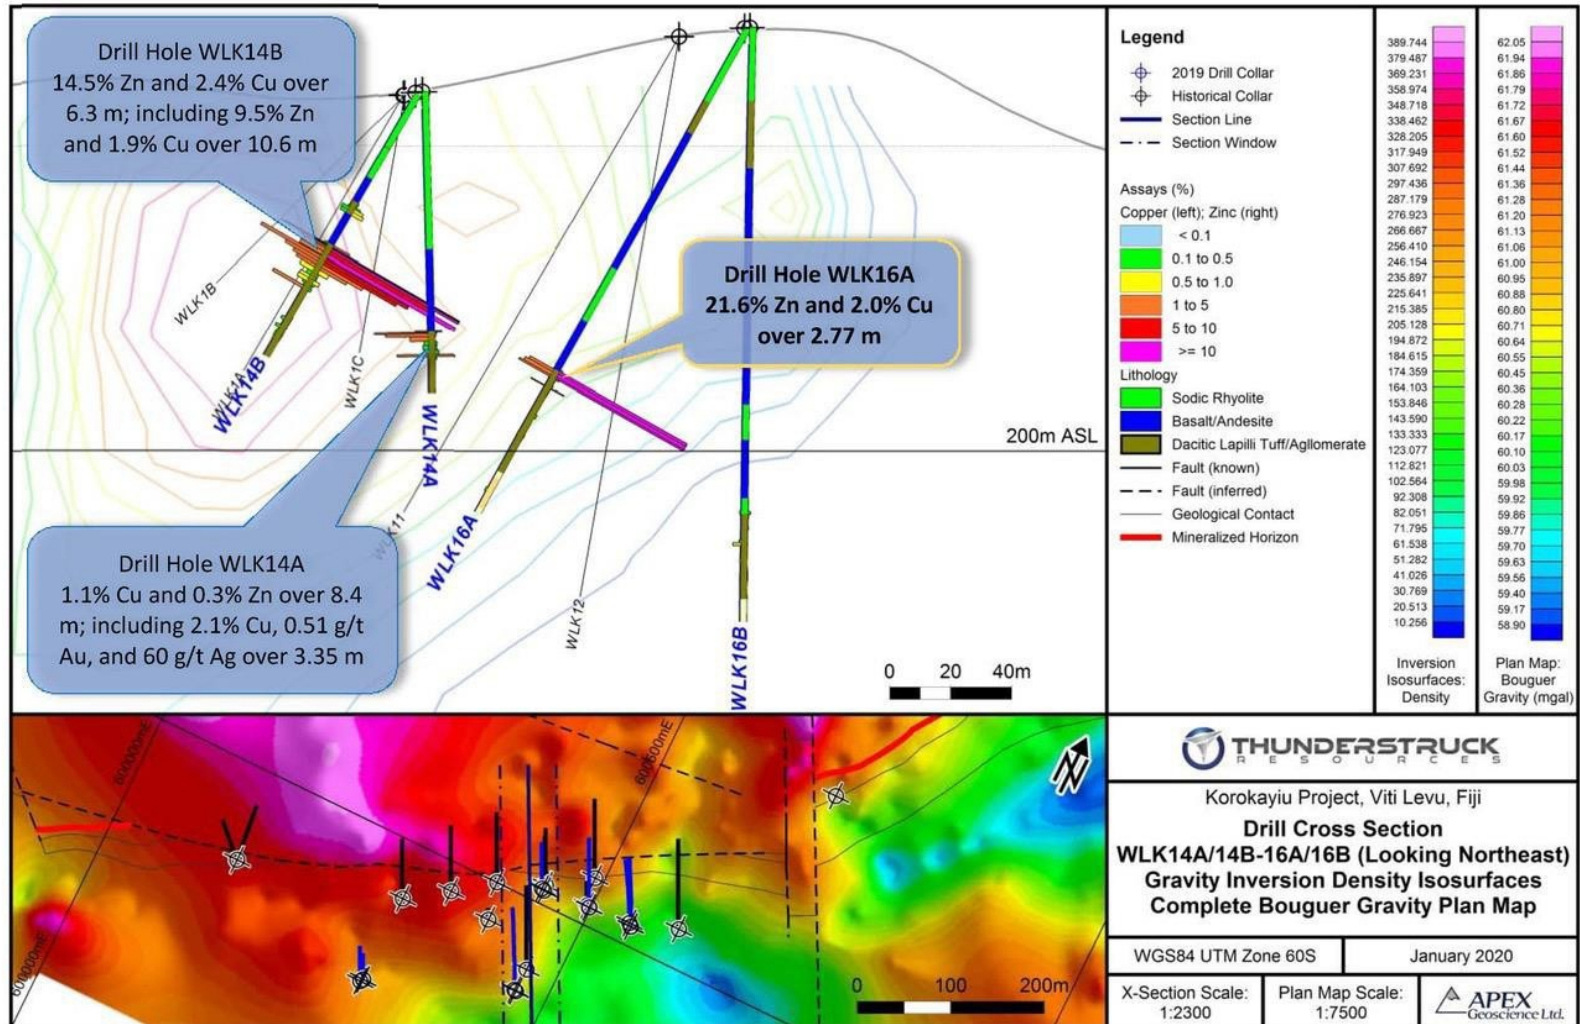 Drill Hole WLK14B
14.5% Zn and 2.4% Cu over
6.3 m; including 9.5% Zn
and 1.9% Cu over 10.6 m
Drill Hole WLK16A
21.6% Zn and 2.0% Cu
over 2.77 m
Drill Hole WLK14A
1.1% Cu and 0.3% Zn over 8.4
m; including 2.1% Cu, 0.51 g/t
Au, and 60 g/t Ag over 3.35 m
WLK1B
WLK1A
WLK14B
WLK1C
WLK14A
WLK11
WLK16A
WLK12
WLK16B
200m ASL
0 20 40m
Legend
2019 Drill Collar
Historical Collar
Section Line
Section Window
Assays (%)
Copper (left); Zinc (right)
< 0.1
0.1 to 0.5
0.5 to 1.0
1 to 5
5 to 10
>= 10
Lithology
Sodic Rhyolite
Basalt/Andesite
Dacitic Lapilli Tuff/Agllomerate
Fault (known)
Fault (inferred)
Geological Contact
Mineralized Horizon
389.744
379.487
369.231
358.974
348.718
338.462
328.205
317.949
307.692
297.436
287.179
276.923
266.667
256.410
246.154
235.897
225.641
215.385
205.128
194.872
184.615
174.359
164.103
153.846
143.590
133.333
123.077
112.821
102.564
92.308
82.051
71.795
61.538
51.282
41.026
30.769
20.513
10.256
Inversion
Isosurfaces:
Density
62.05
61.94
61.86
61.79
61.72
61.67
61.60
61.52
61.44
61.36
61.28
61.20
61.13
61.06
61.00
60.95
60.88
60.80
60.71
60.64
60.55
60.45
60.36
60.28
60.22
60.17
60.10
60.03
59.98
59.92
59.86
59.77
59.70
59.63
59.56
59.40
59.17
58.90
Plan Map:
Bouguer
Gravity (mgal)
600000mE
N
0 100 200m
THUNDERSTRUCK
RESOURCES
Korokayiu Project, Viti Levu, Fiji
Drill Cross Section
WLK14A/14B-16A/16B (Looking Northeast)
Gravity Inversion Density Isosurfaces
Complete Bouguer Gravity Plan Map
WGS84 UTM Zone 60S
January 2020
X-Section Scale:
1:2300
Plan Map Scale:
1:7500
APEX
Geoscience Ltd.